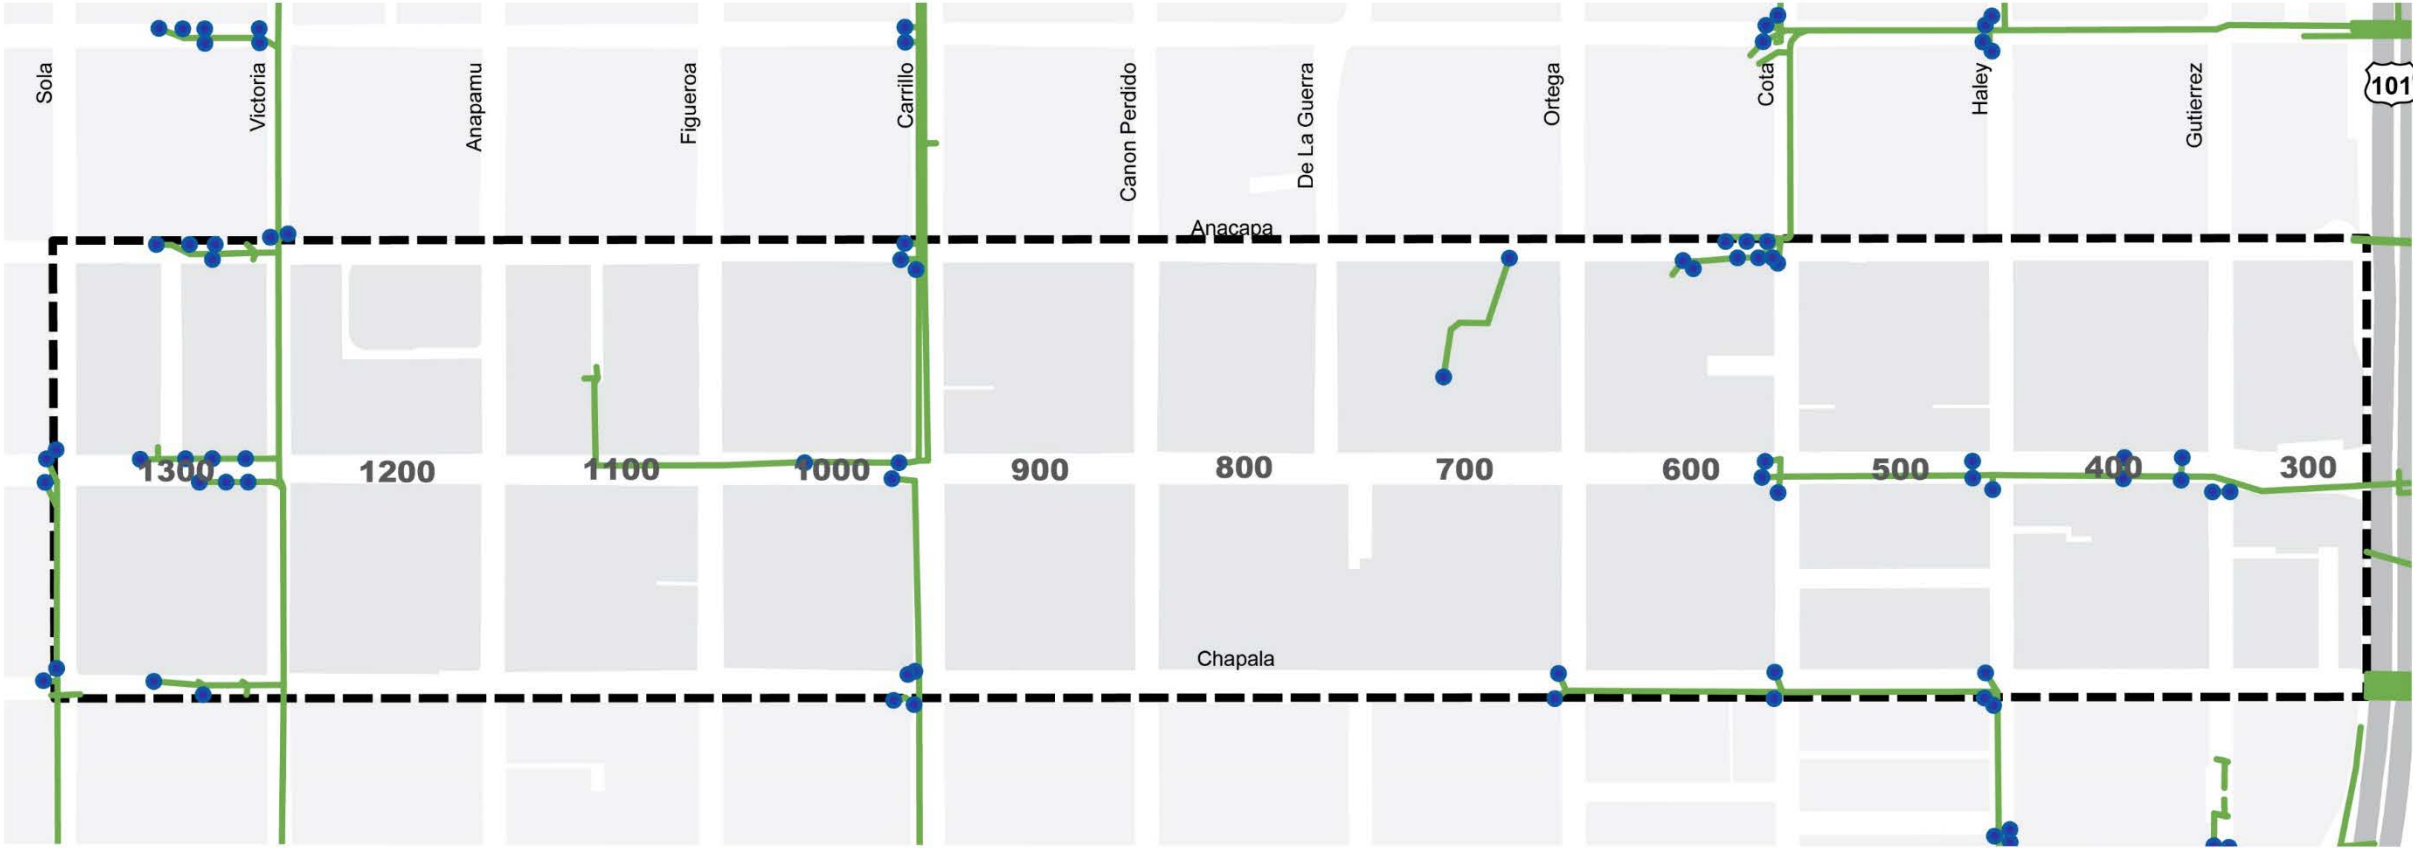 Sola
Victoria
Anapamu
Figueroa
Carrillo
Canon Perdido
De La Guerra
Ortega
Cota
Haley
Gutierrez
101
Anacapa
1300
1200
1100
1000
900
800
700
600
500
400
300
Chapala